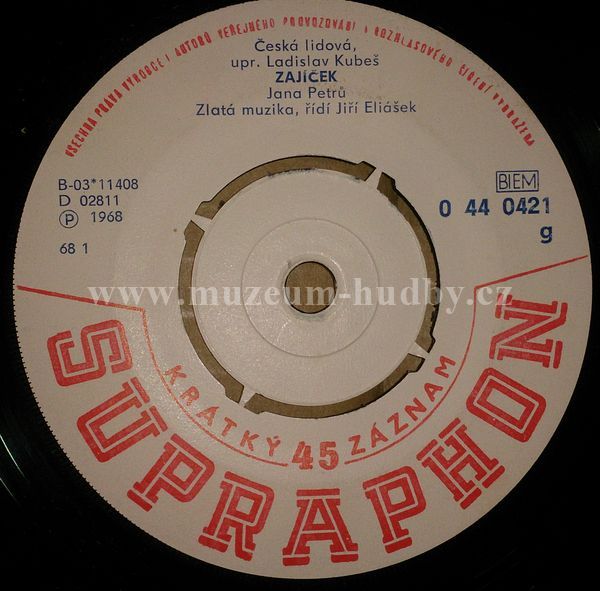 VŠECHNA PRÁVA VÝROBCE I AUTORŮ VEŘEJNÉHO PROVOZOVÁNÍ I ROZHLASOVÉHO ŠÍŘENÍ VYHRAZENA
Česká lidová,
upr. Ladislav Kubeš
ZAJÍČEK
Jana Petrů
Zlatá muzika, řídí Jiří Eliášek
B-03*11408
D 02811
Ⓟ 1968
68 1
BIEM
0 44 0421
g
www.muzeum-hudby.cz
KRÁTKÝ 45 ZÁZNAM
SUPRAPHON